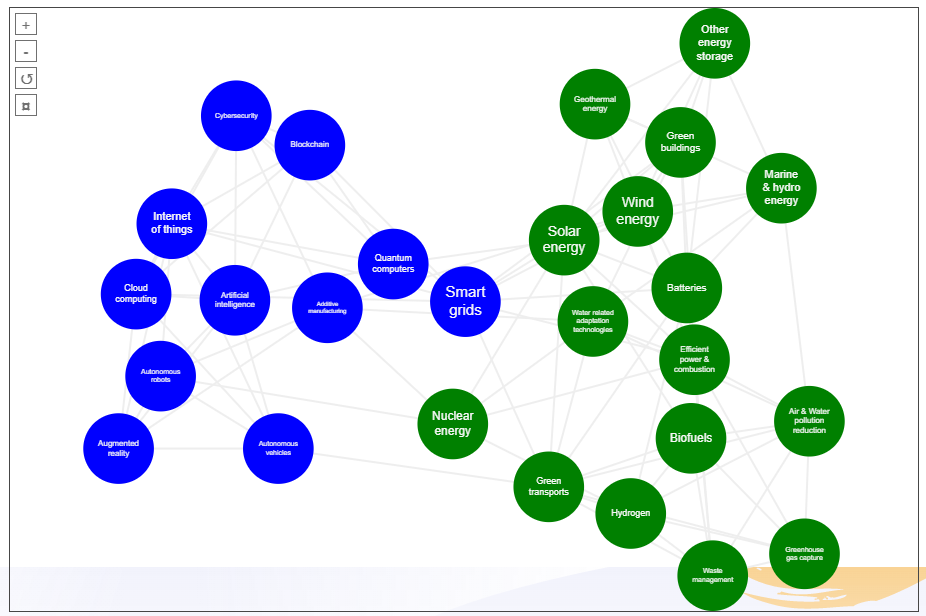 +
-
↺
¤
Other
energy
storage
Geothermal
energy
Cybersecurity
Blockchain
Green
buildings
Marine
& hydro
energy
Internet
of things
Wind
energy
Solar
energy
Quantum
computers
Cloud
computing
Artificial
intelligence
Additive
manufacturing
Smart
grids
Batteries
Water related
adaptation
technologies
Efficient
power &
combustion
Autonomous
robots
Nuclear
energy
Air & Water
pollution
reduction
Biofuels
Augmented
reality
Autonomous
vehicles
Green
transports
Hydrogen
Greenhouse
gas capture
Waste
management